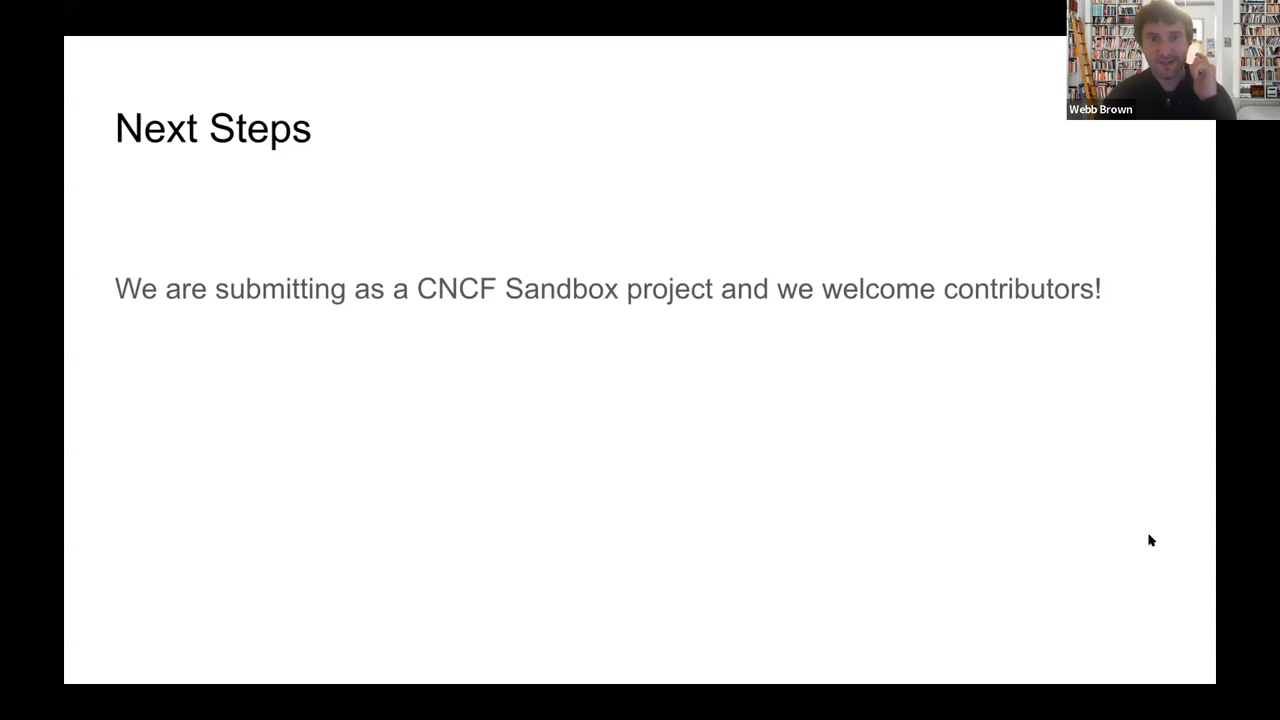 Webb Brown
Next Steps
We are submitting as a CNCF Sandbox project and we welcome contributors!